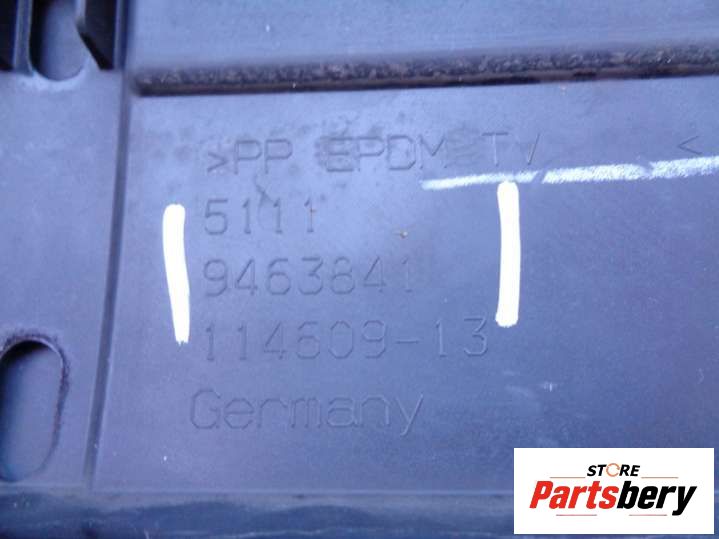 >PP EPDM TV <
5111
9463841
114609-13
Germany
STORE
Partsbery